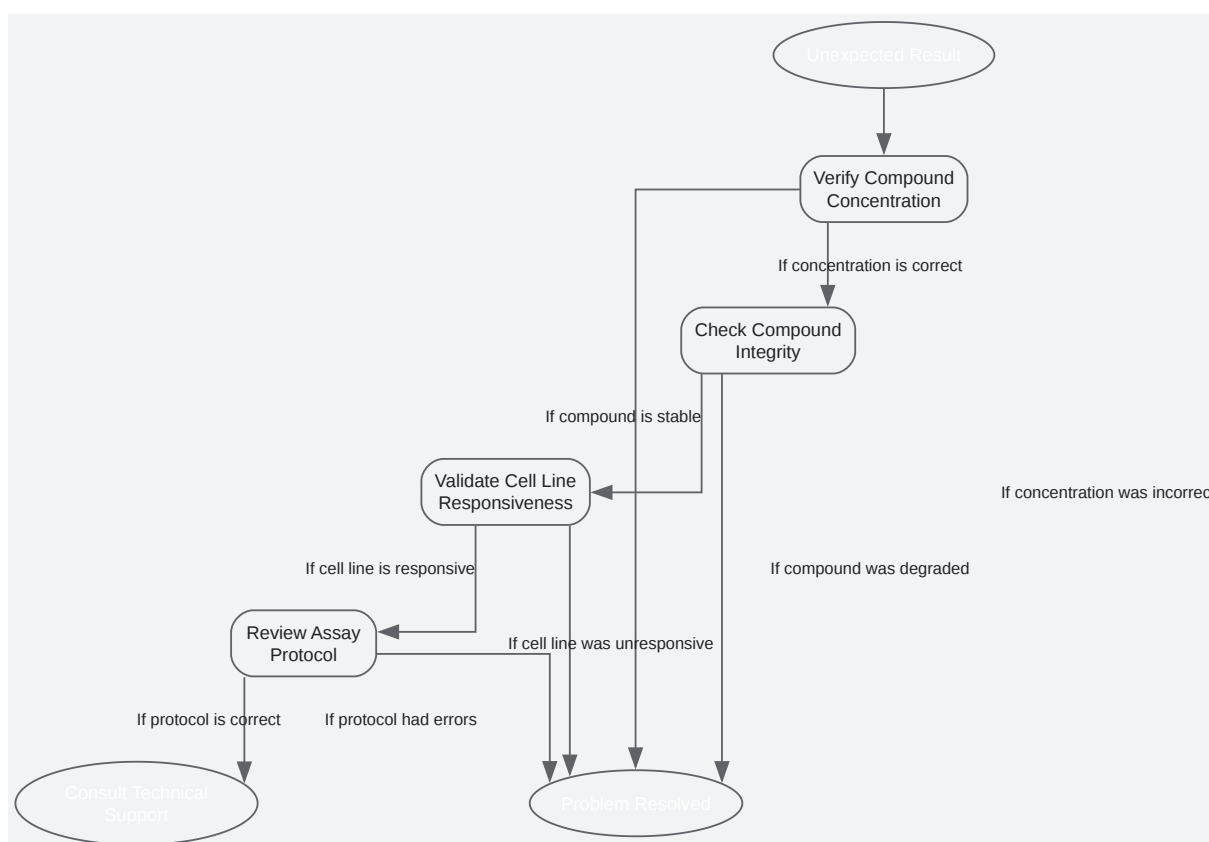 Unexpected Result
Verify Compound
Concentration
If concentration is correct
Check Compound
Integrity
If compound is stable
Validate Cell Line
Responsiveness
If concentration was incorrec
If cell line is responsive
If compound was degraded
Review Assay
Protocol
If cell line was unresponsive
If protocol is correct
If protocol had errors
Consult Technical
Support
Problem Resolved